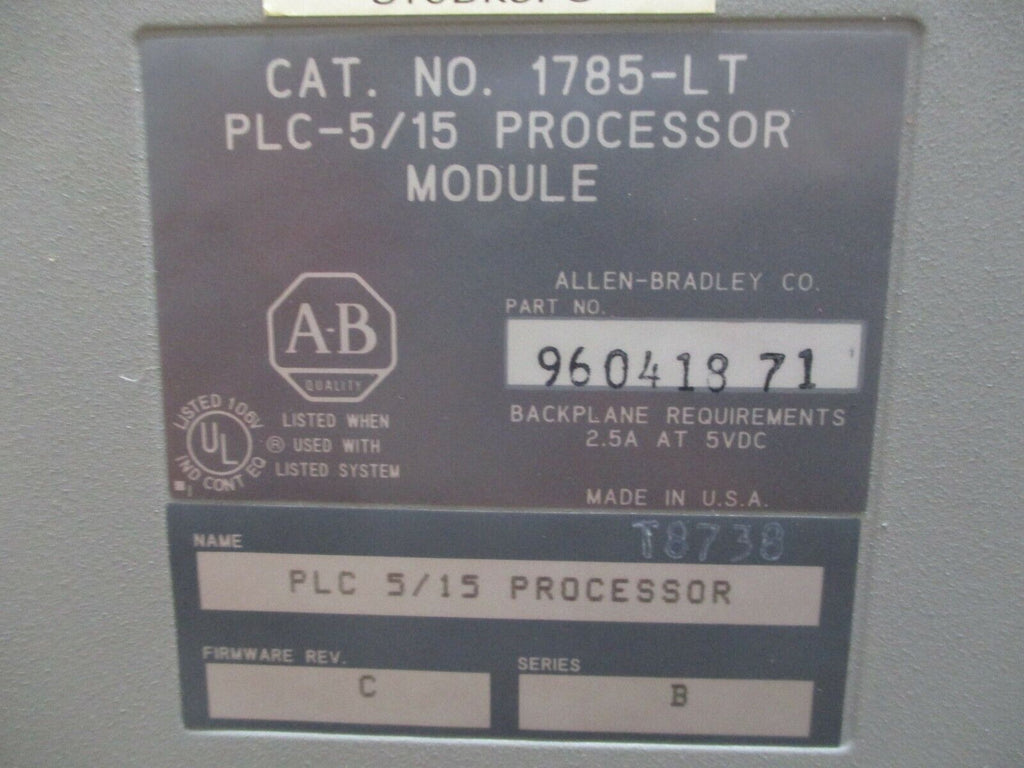 CAT. NO. 1785-LT
PLC-5/15 PROCESSOR
MODULE
A-B
QUALITY
ALLEN-BRADLEY CO.
PART NO.
960418 71
BACKPLANE REQUIREMENTS
2.5A AT 5VDC
LISTED 106V
UL
IND CONT EQ
®
LISTED WHEN
USED WITH
LISTED SYSTEM
MADE IN U.S.A.
T8738
NAME
PLC 5/15 PROCESSOR
FIRMWARE REV.
C
SERIES
B